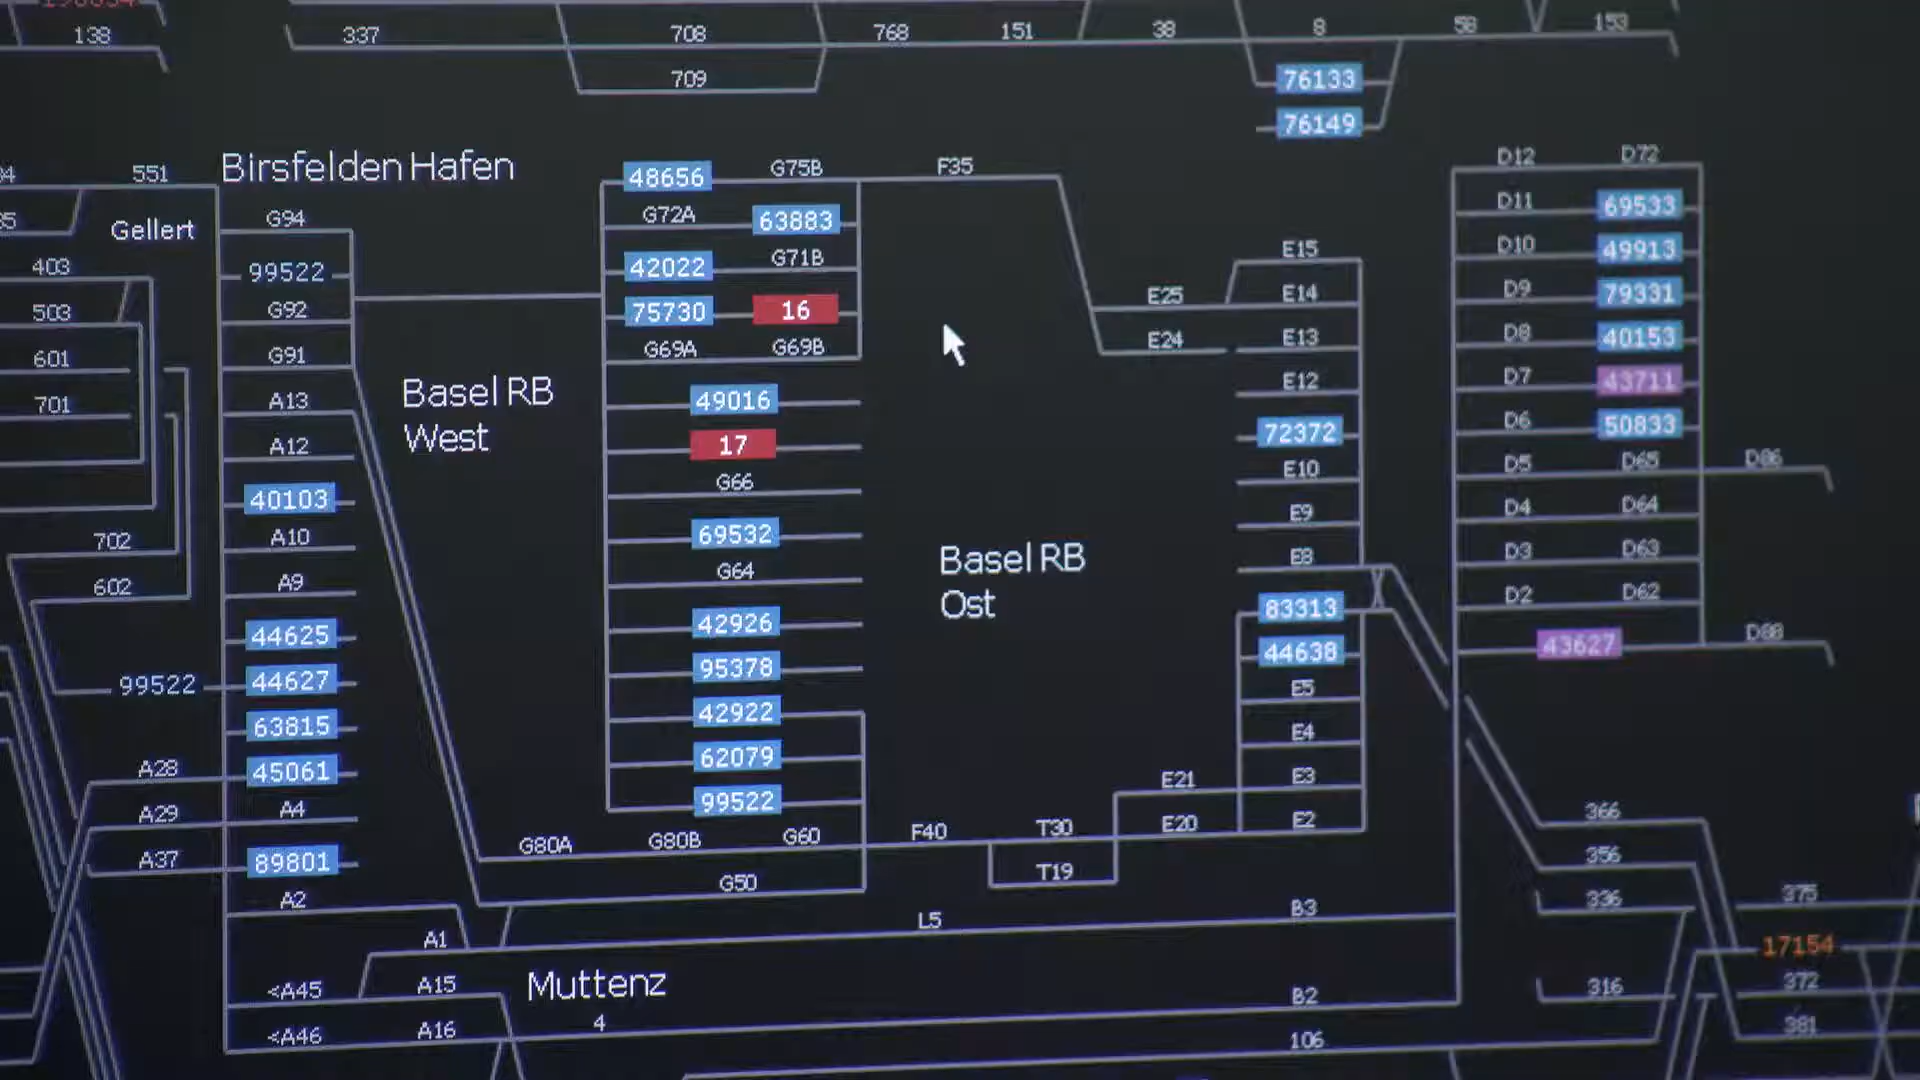 138
337
708
768
151
38
8
58
153
709
76133
76149
Birsfelden Hafen
551
Gellert
G94
99522
G92
G91
A13
A12
40103
A10
A9
44625
44627
63815
45061
A4
89801
A2
403
503
601
701
702
602
99522
A28
A29
A37
A1
<A45 A15
<A46 A16
Basel RB
West
48656 G75B
G72A 63883
42022 G71B
75730 16
G69A G69B
49016
17
G66
69532
G64
42926
95378
42922
62079
99522
G80A G80B G60
G50
F35
Basel RB
Ost
F40
T30
T19
L5
Muttenz
4
E25
E24
E15
E14
E13
E12
72372
E10
E9
E8
83313
44638
E5
E4
E21 E3
E20 E2
B3
B2
106
D12 D72
D11 69533
D10 49913
D9 79331
D8 40153
D7 43711
D6 50833
D5 D65 D86
D4 D64
D3 D63
D2 D62
43627 D88
366
356
336
316
375
17154
372
381